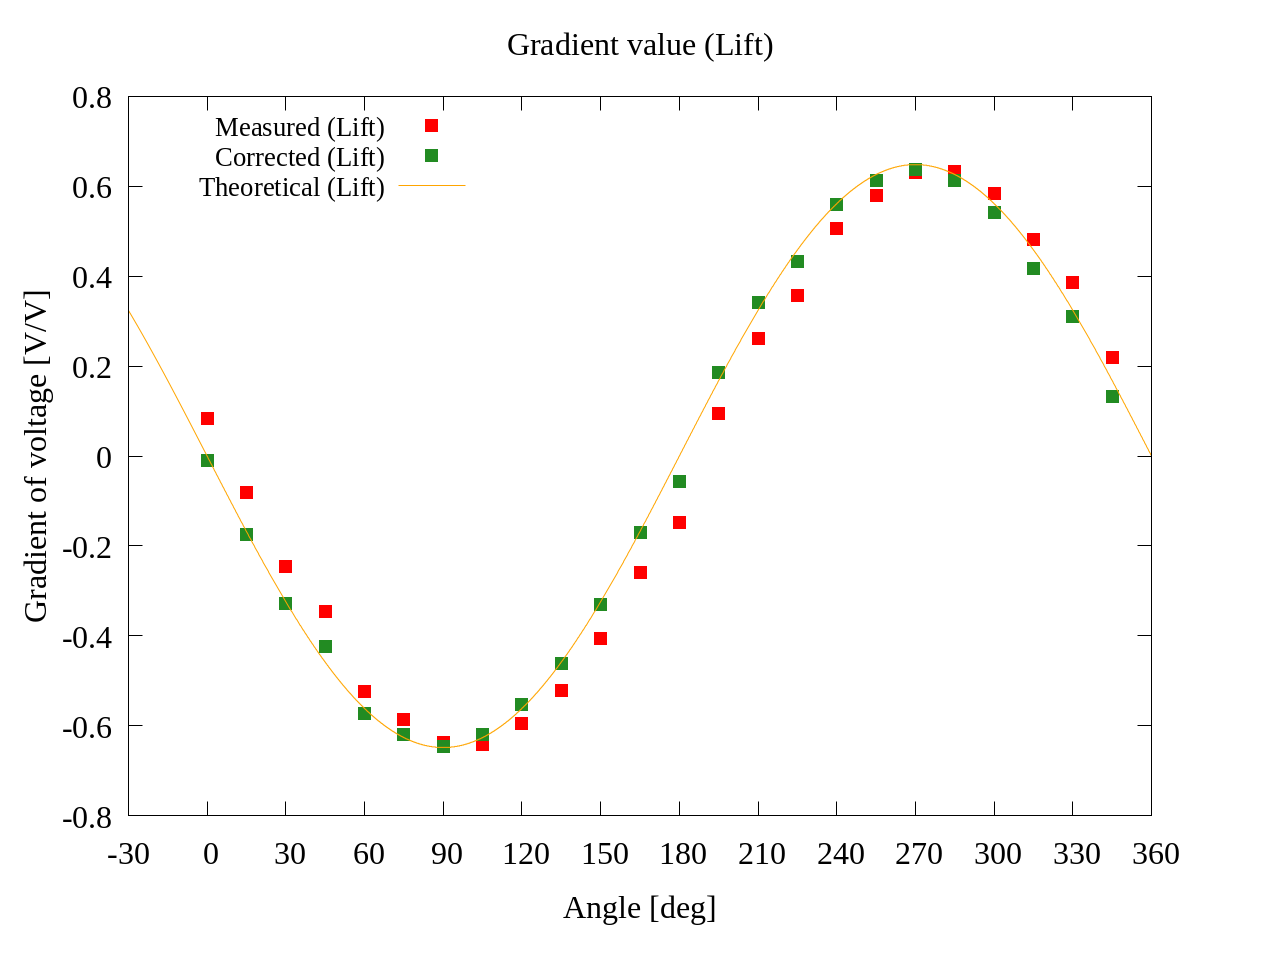 Gradient value (Lift)
Measured (Lift)
Corrected (Lift)
Theoretical (Lift)
Gradient of voltage [V/V]
0.8
0.6
0.4
0.2
0
-0.2
-0.4
-0.6
-0.8
-30 0 30 60 90 120 150 180 210 240 270 300 330 360
Angle [deg]